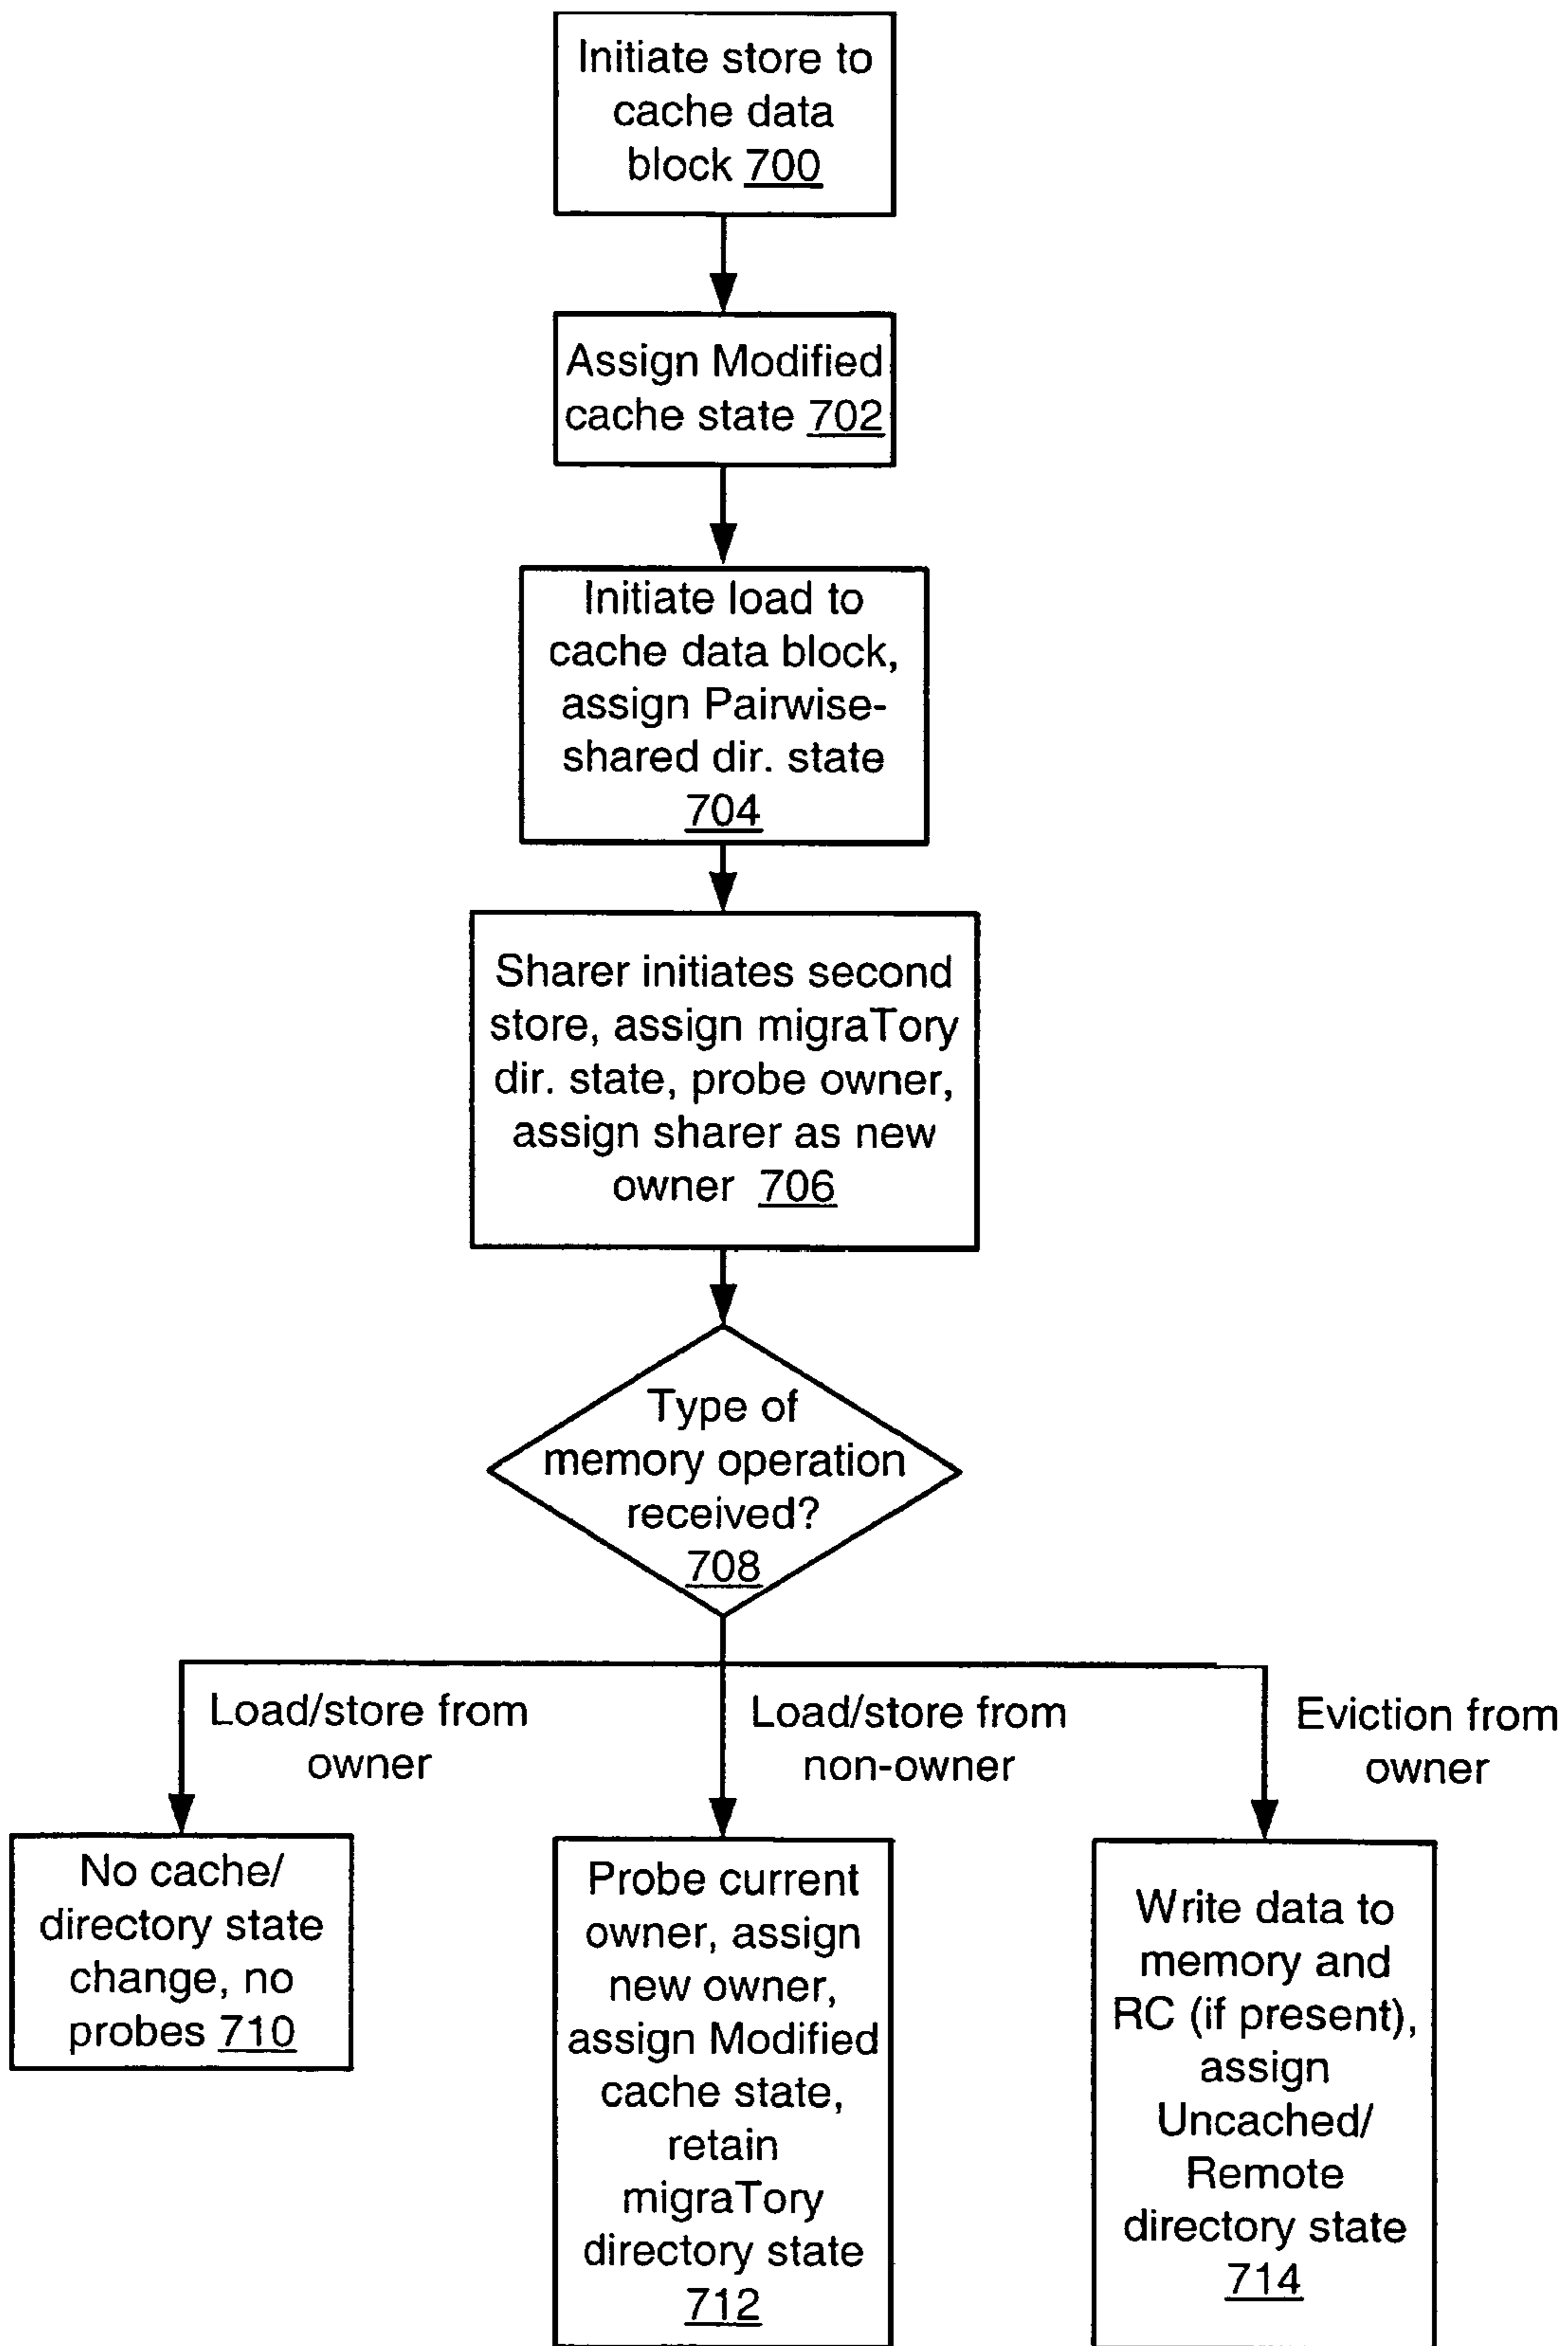 Initiate store to
cache data
block 700
Assign Modified
cache state 702
Initiate load to
cache data block,
assign Pairwise-
shared dir. state
704
Sharer initiates second
store, assign migraTory
dir. state, probe owner,
assign sharer as new
owner 706
Type of
memory operation
received?
708
Load/store from
owner
Load/store from
non-owner
Eviction from
owner
No cache/
directory state
change, no
probes 710
Probe current
owner, assign
new owner,
assign Modified
cache state,
retain
migraTory
directory state
712
Write data to
memory and
RC (if present),
assign
Uncached/
Remote
directory state
714